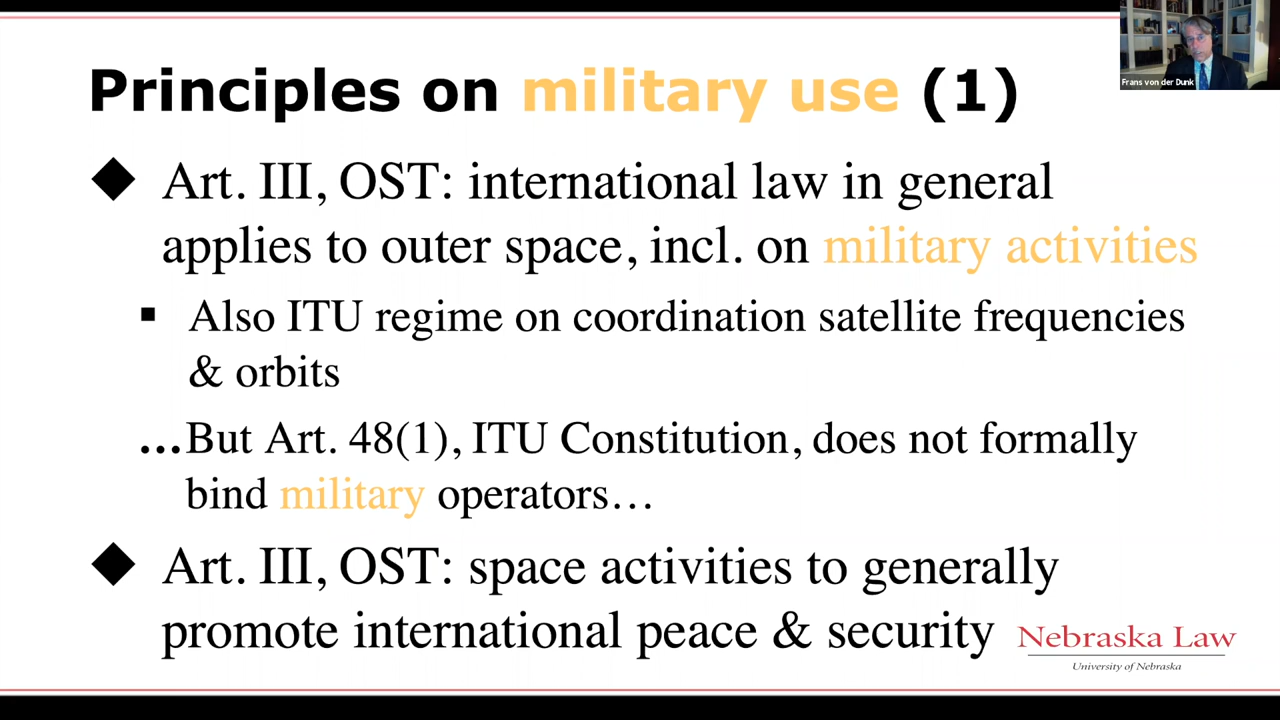 Principles on military use (1)
Frans von der Dunk
◆ Art. III, OST: international law in general
applies to outer space, incl. on military activities
▪ Also ITU regime on coordination satellite frequencies
& orbits
…But Art. 48(1), ITU Constitution, does not formally
bind military operators…
◆ Art. III, OST: space activities to generally
promote international peace & security
Nebraska Law
University of Nebraska